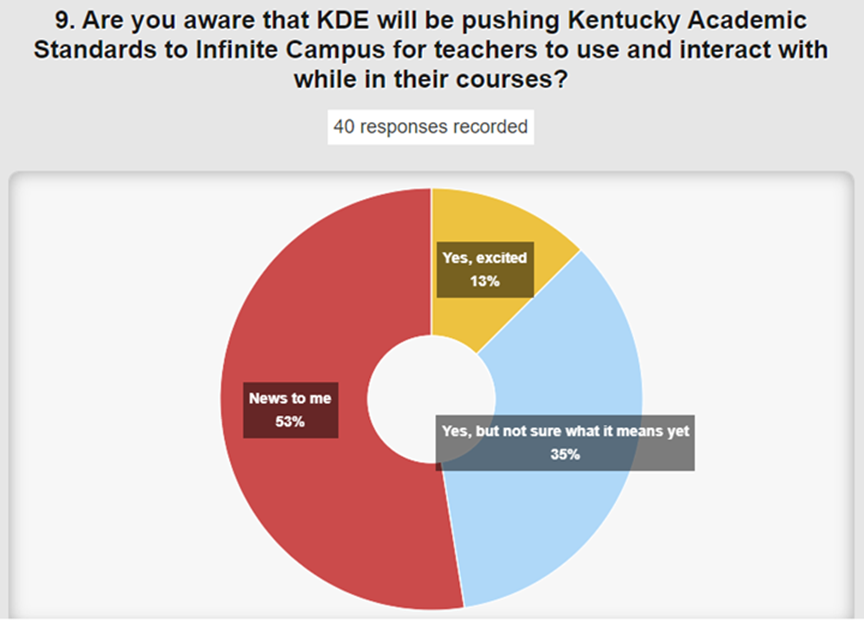 9. Are you aware that KDE will be pushing Kentucky Academic
Standards to Infinite Campus for teachers to use and interact with
while in their courses?
40 responses recorded
Yes, excited
13%
News to me
53%
Yes, but not sure what it means yet
35%